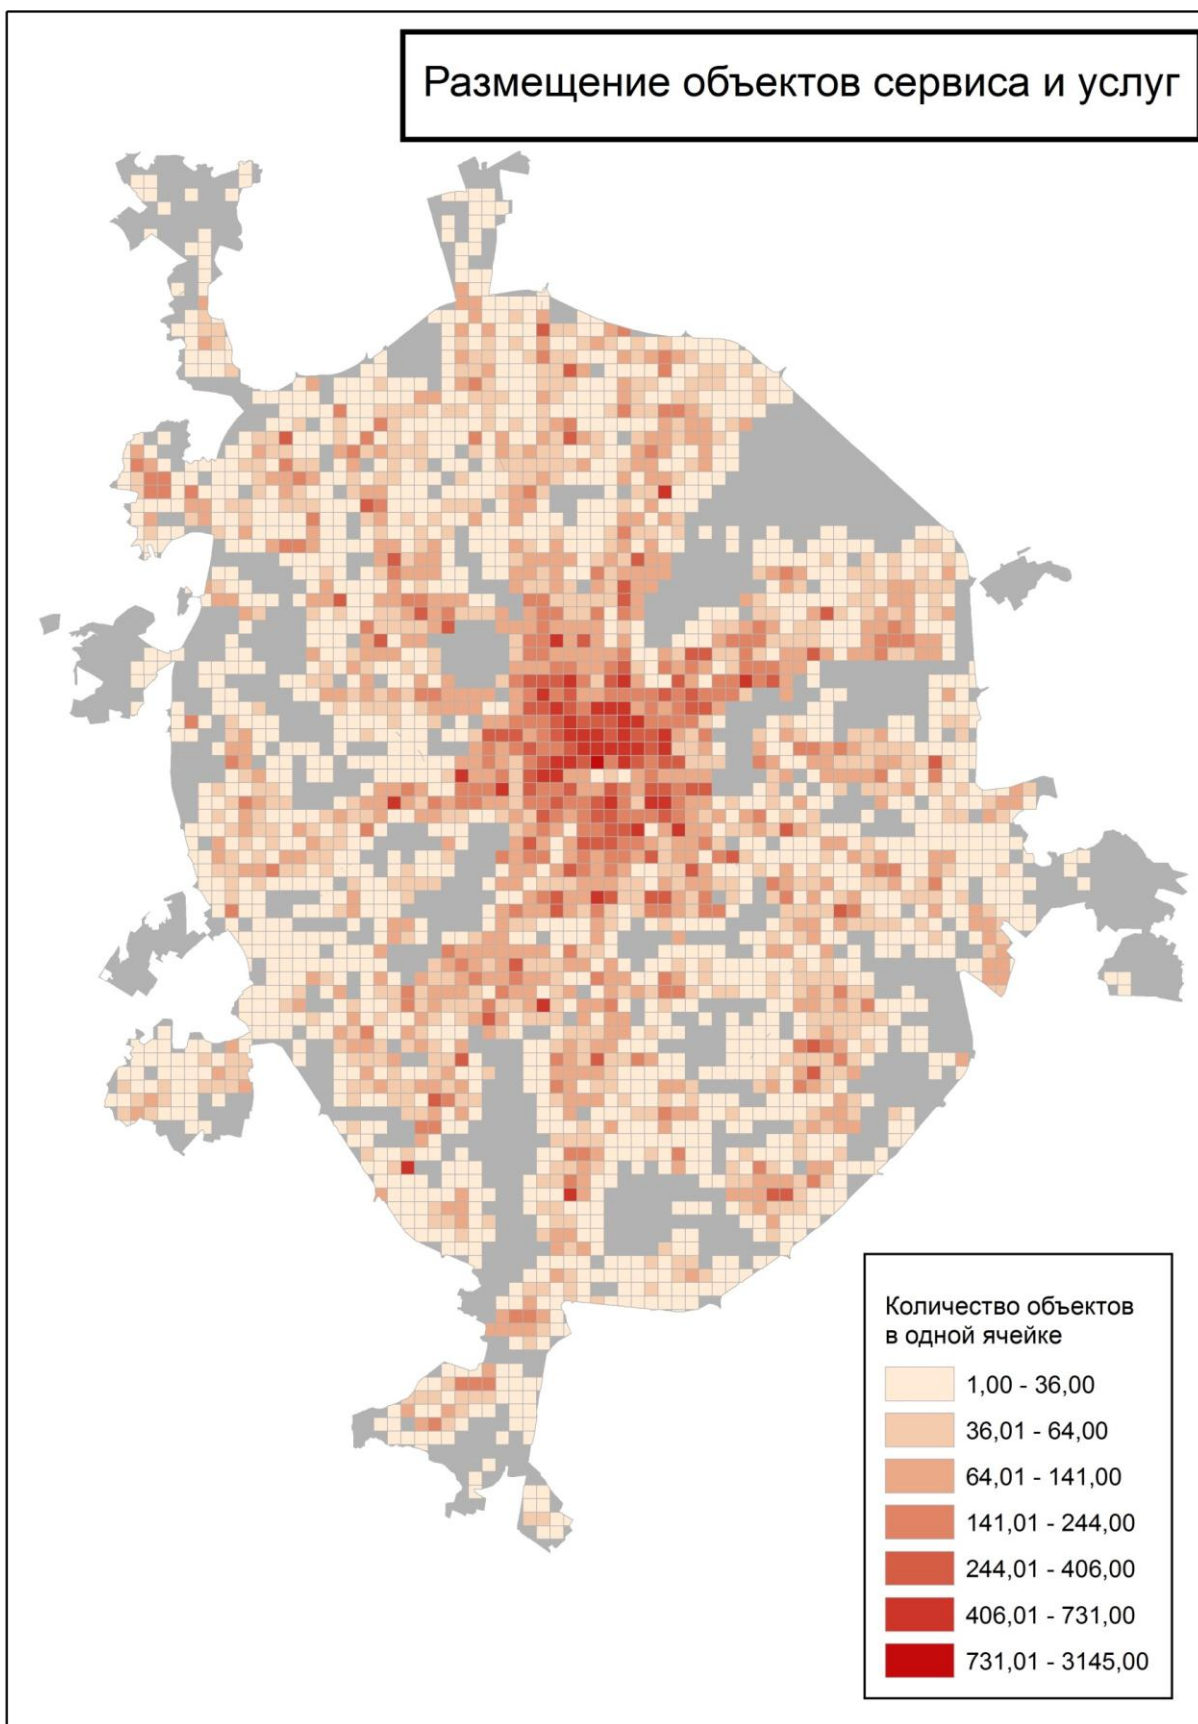 Размещение объектов сервиса и услуг
Количество объектов
в одной ячейке
1,00 - 36,00
36,01 - 64,00
64,01 - 141,00
141,01 - 244,00
244,01 - 406,00
406,01 - 731,00
731,01 - 3145,00